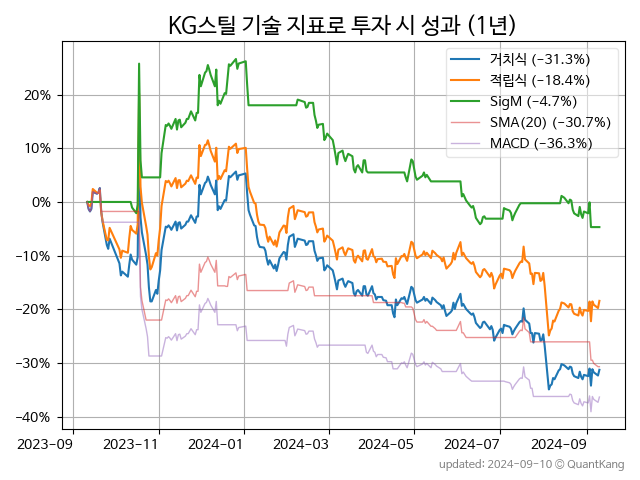 KG스틸 기술 지표로 투자 시 성과 (1년)
거치식 (−31.3%)
적립식 (−18.4%)
SigM (−4.7%)
SMA(20) (−30.7%)
MACD (−36.3%)
20%
10%
0%
−10%
−20%
−30%
−40%
2023-09 2023-11 2024-01 2024-03 2024-05 2024-07 2024-09
updated: 2024-09-10 @ QuantKang